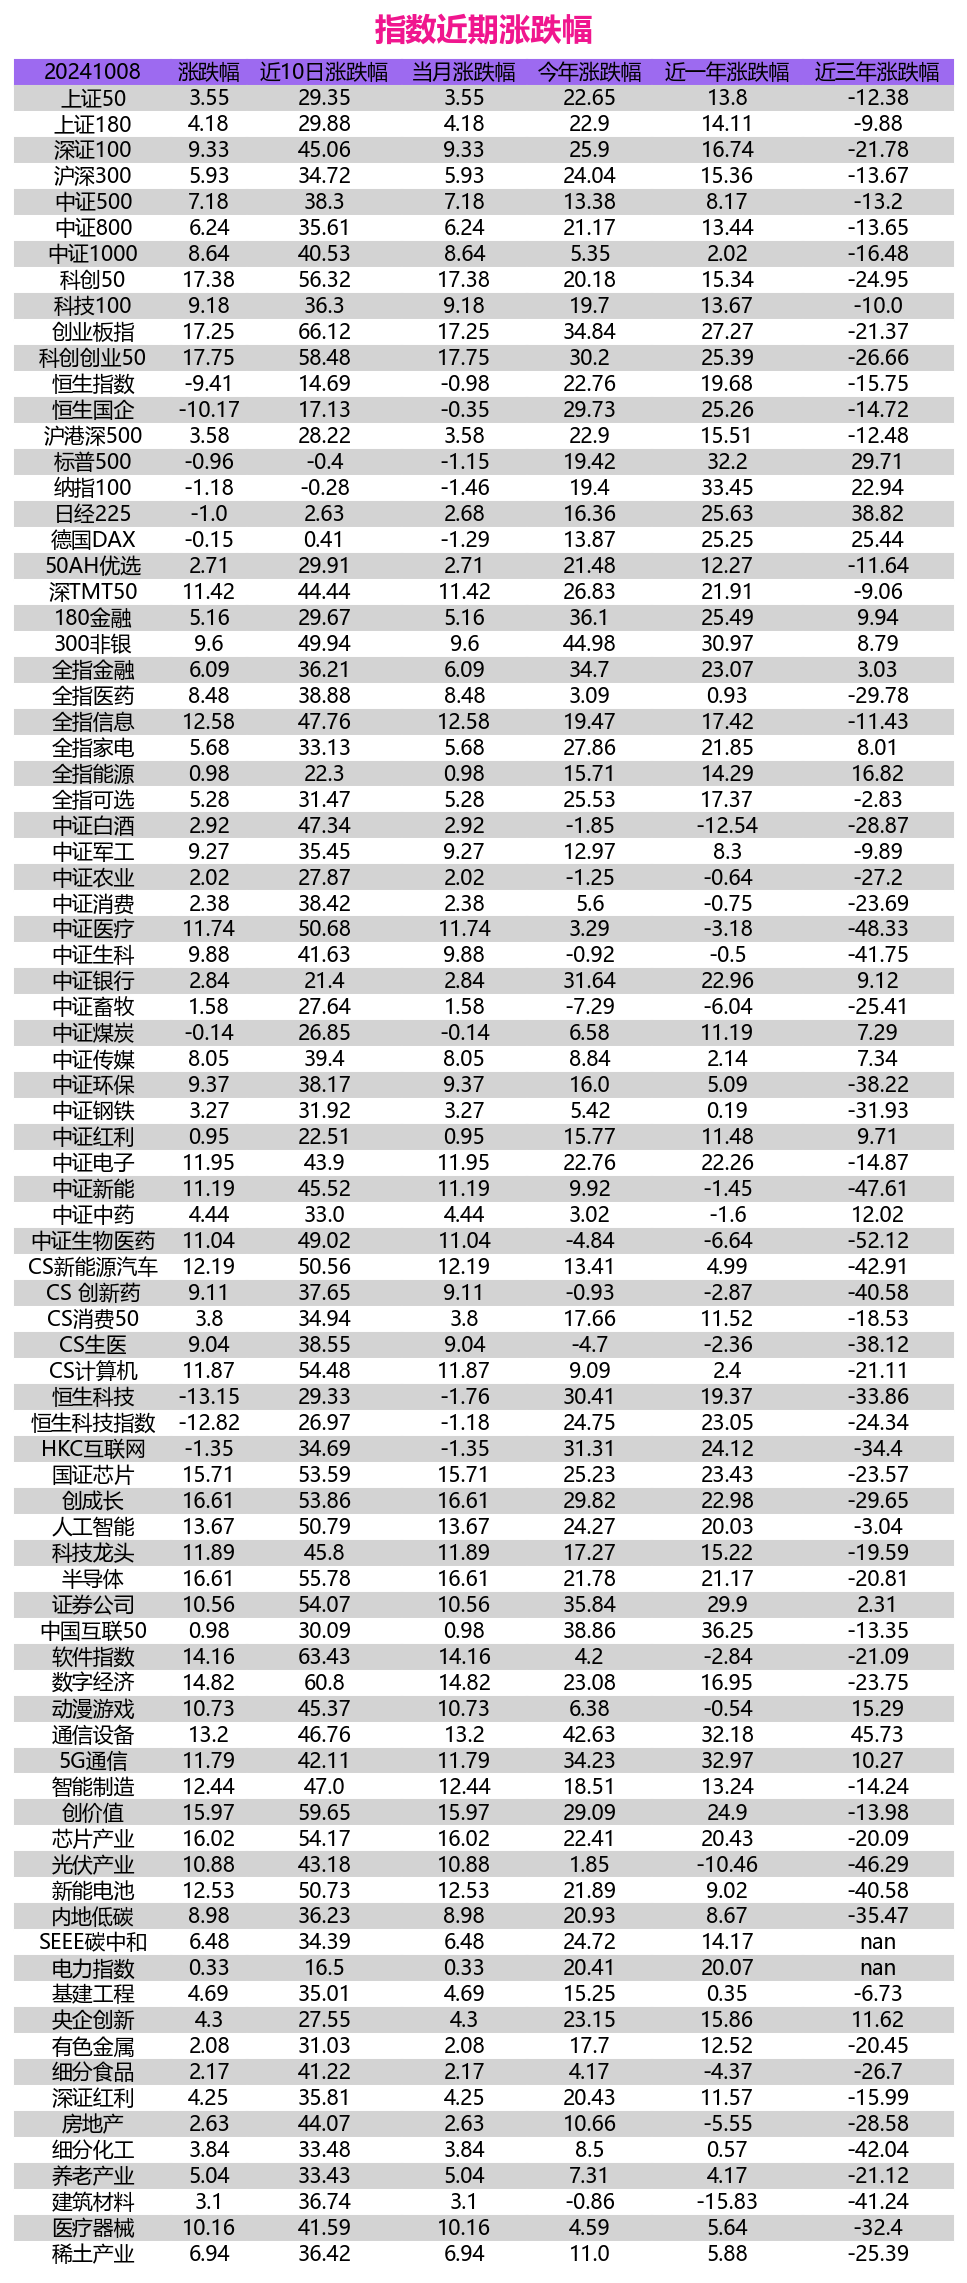 指数近期涨跌幅
20241008 涨跌幅 近10日涨跌幅 当月涨跌幅 今年涨跌幅 近一年涨跌幅 近三年涨跌幅
上证50 3.55 29.35 3.55 22.65 13.8 -12.38
上证180 4.18 29.88 4.18 22.9 14.11 -9.88
深证100 9.33 45.06 9.33 25.9 16.74 -21.78
沪深300 5.93 34.72 5.93 24.04 15.36 -13.67
中证500 7.18 38.3 7.18 13.38 8.17 -13.2
中证800 6.24 35.61 6.24 21.17 13.44 -13.65
中证1000 8.64 40.53 8.64 5.35 2.02 -16.48
科创50 17.38 56.32 17.38 20.18 15.34 -24.95
科技100 9.18 36.3 9.18 19.7 13.67 -10.0
创业板指 17.25 66.12 17.25 34.84 27.27 -21.37
科创创业50 17.75 58.48 17.75 30.2 25.39 -26.66
恒生指数 -9.41 14.69 -0.98 22.76 19.68 -15.75
恒生国企 -10.17 17.13 -0.35 29.73 25.26 -14.72
沪港深500 3.58 28.22 3.58 22.9 15.51 -12.48
标普500 -0.96 -0.4 -1.15 19.42 32.2 29.71
纳指100 -1.18 -0.28 -1.46 19.4 33.45 22.94
日经225 -1.0 2.63 2.68 16.36 25.63 38.82
德国DAX -0.15 0.41 -1.29 13.87 25.25 25.44
50AH优选 2.71 29.91 2.71 21.48 12.27 -11.64
深TMT50 11.42 44.44 11.42 26.83 21.91 -9.06
180金融 5.16 29.67 5.16 36.1 25.49 9.94
300非银 9.6 49.94 9.6 44.98 30.97 8.79
全指金融 6.09 36.21 6.09 34.7 23.07 3.03
全指医药 8.48 38.88 8.48 3.09 0.93 -29.78
全指信息 12.58 47.76 12.58 19.47 17.42 -11.43
全指家电 5.68 33.13 5.68 27.86 21.85 8.01
全指能源 0.98 22.3 0.98 15.71 14.29 16.82
全指可选 5.28 31.47 5.28 25.53 17.37 -2.83
中证白酒 2.92 47.34 2.92 -1.85 -12.54 -28.87
中证军工 9.27 35.45 9.27 12.97 8.3 -9.89
中证农业 2.02 27.87 2.02 -1.25 -0.64 -27.2
中证消费 2.38 38.42 2.38 5.6 -0.75 -23.69
中证医疗 11.74 50.68 11.74 3.29 -3.18 -48.33
中证生科 9.88 41.63 9.88 -0.92 -0.5 -41.75
中证银行 2.84 21.4 2.84 31.64 22.96 9.12
中证畜牧 1.58 27.64 1.58 -7.29 -6.04 -25.41
中证煤炭 -0.14 26.85 -0.14 6.58 11.19 7.29
中证传媒 8.05 39.4 8.05 8.84 2.14 7.34
中证环保 9.37 38.17 9.37 16.0 5.09 -38.22
中证钢铁 3.27 31.92 3.27 5.42 0.19 -31.93
中证红利 0.95 22.51 0.95 15.77 11.48 9.71
中证电子 11.95 43.9 11.95 22.76 22.26 -14.87
中证新能 11.19 45.52 11.19 9.92 -1.45 -47.61
中证中药 4.44 33.0 4.44 3.02 -1.6 12.02
中证生物医药 11.04 49.02 11.04 -4.84 -6.64 -52.12
CS新能源汽车 12.19 50.56 12.19 13.41 4.99 -42.91
CS 创新药 9.11 37.65 9.11 -0.93 -2.87 -40.58
CS消费50 3.8 34.94 3.8 17.66 11.52 -18.53
CS生医 9.04 38.55 9.04 -4.7 -2.36 -38.12
CS计算机 11.87 54.48 11.87 9.09 2.4 -21.11
恒生科技 -13.15 29.33 -1.76 30.41 19.37 -33.86
恒生科技指数 -12.82 26.97 -1.18 24.75 23.05 -24.34
HKC互联网 -1.35 34.69 -1.35 31.31 24.12 -34.4
国证芯片 15.71 53.59 15.71 25.23 23.43 -23.57
创成长 16.61 53.86 16.61 29.82 22.98 -29.65
人工智能 13.67 50.79 13.67 24.27 20.03 -3.04
科技龙头 11.89 45.8 11.89 17.27 15.22 -19.59
半导体 16.61 55.78 16.61 21.78 21.17 -20.81
证券公司 10.56 54.07 10.56 35.84 29.9 2.31
中国互联50 0.98 30.09 0.98 38.86 36.25 -13.35
软件指数 14.16 63.43 14.16 4.2 -2.84 -21.09
数字经济 14.82 60.8 14.82 23.08 16.95 -23.75
动漫游戏 10.73 45.37 10.73 6.38 -0.54 15.29
通信设备 13.2 46.76 13.2 42.63 32.18 45.73
5G通信 11.79 42.11 11.79 34.23 32.97 10.27
智能制造 12.44 47.0 12.44 18.51 13.24 -14.24
创价值 15.97 59.65 15.97 29.09 24.9 -13.98
芯片产业 16.02 54.17 16.02 22.41 20.43 -20.09
光伏产业 10.88 43.18 10.88 1.85 -10.46 -46.29
新能电池 12.53 50.73 12.53 21.89 9.02 -40.58
内地低碳 8.98 36.23 8.98 20.93 8.67 -35.47
SEEE碳中和 6.48 34.39 6.48 24.72 14.17 nan
电力指数 0.33 16.5 0.33 20.41 20.07 nan
基建工程 4.69 35.01 4.69 15.25 0.35 -6.73
央企创新 4.3 27.55 4.3 23.15 15.86 11.62
有色金属 2.08 31.03 2.08 17.7 12.52 -20.45
细分食品 2.17 41.22 2.17 4.17 -4.37 -26.7
深证红利 4.25 35.81 4.25 20.43 11.57 -15.99
房地产 2.63 44.07 2.63 10.66 -5.55 -28.58
细分化工 3.84 33.48 3.84 8.5 0.57 -42.04
养老产业 5.04 33.43 5.04 7.31 4.17 -21.12
建筑材料 3.1 36.74 3.1 -0.86 -15.83 -41.24
医疗器械 10.16 41.59 10.16 4.59 5.64 -32.4
稀土产业 6.94 36.42 6.94 11.0 5.88 -25.39